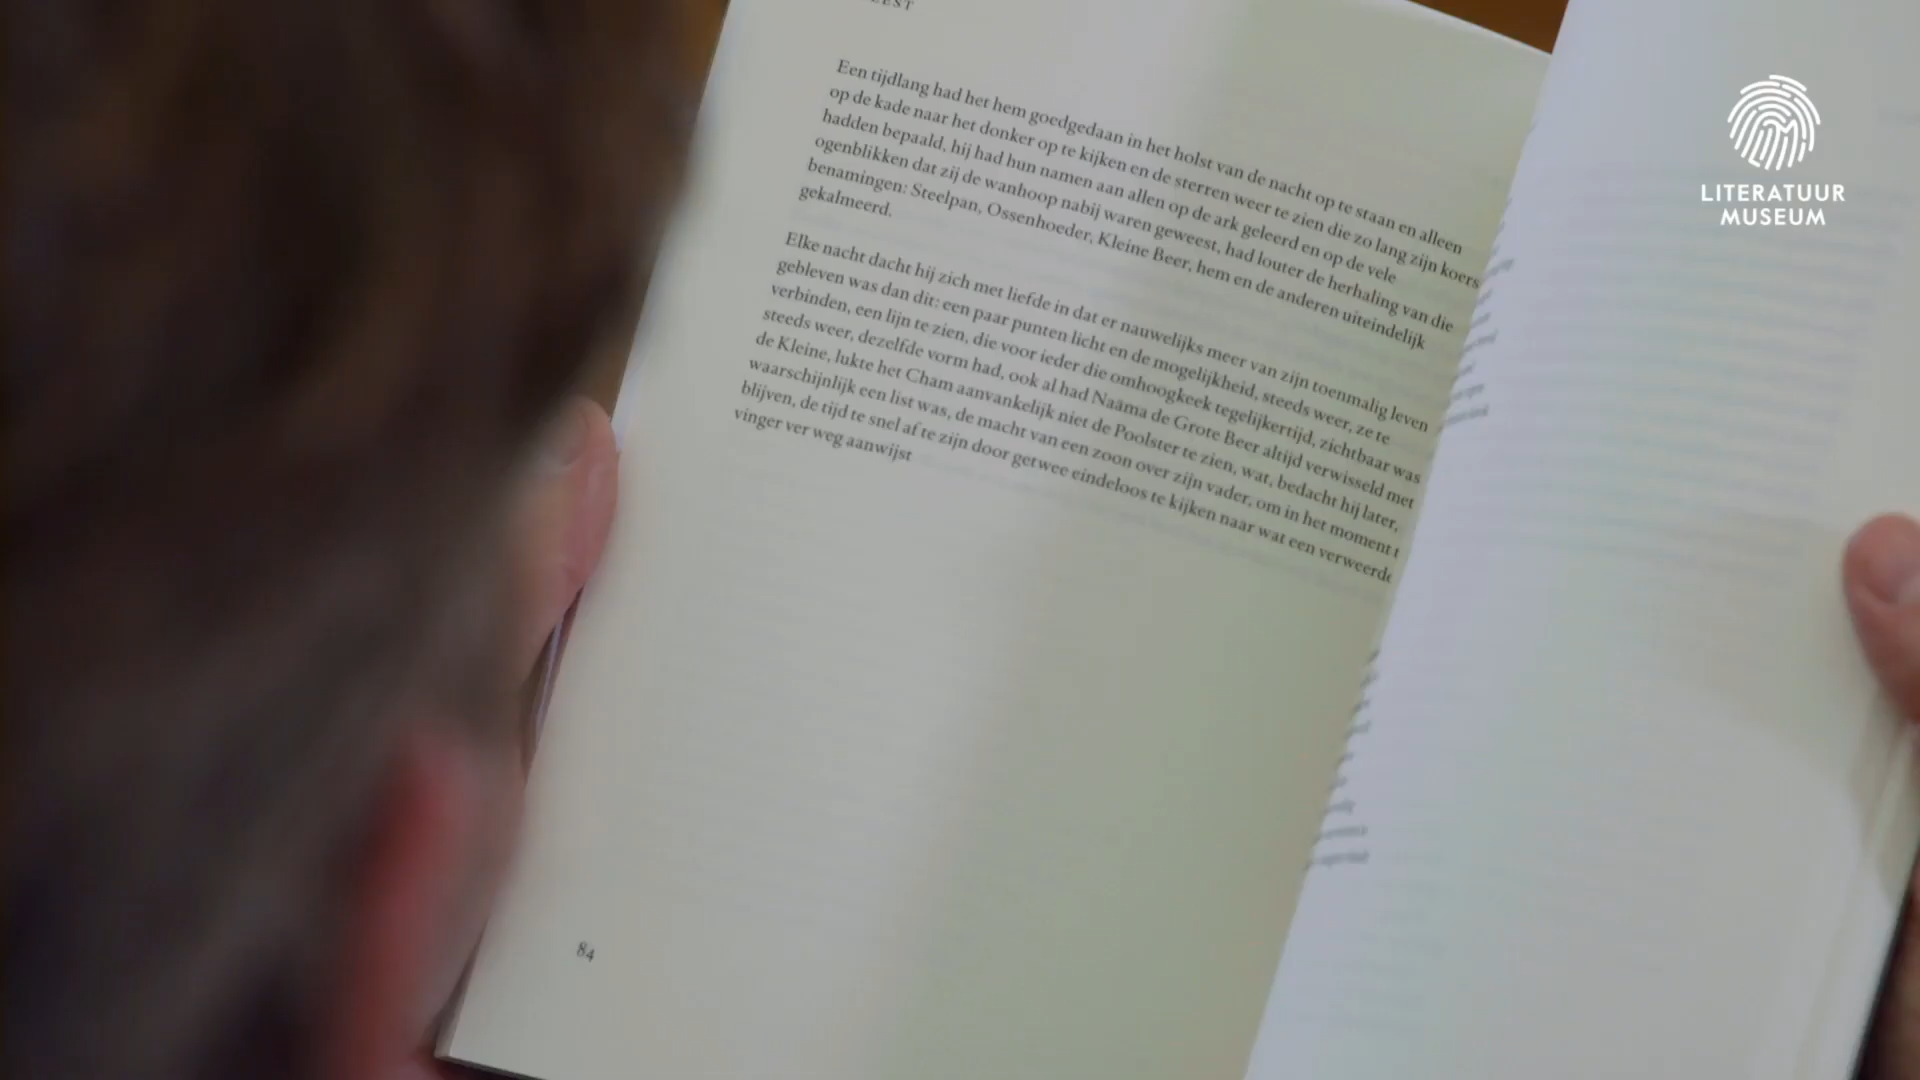 Een tijdlang had het hem goedgedaan in het holst van de nacht op te staan en alleen
op de kade naar het donker op te kijken en de sterren weer te zien die zo lang zijn koers
hadden bepaald, hij had hun namen aan allen op de ark geleerd en op de vele
ogenblikken dat zij de wanhoop nabij waren geweest, had louter de herhaling van die
benamingen: Steelpan, Ossenhoeder, Kleine Beer, hem en de anderen uiteindelijk
gekalmeerd.
Elke nacht dacht hij zich met liefde in dat er nauwelijks meer van zijn toenmalig leven
gebleven was dan dit: een paar punten licht en de mogelijkheid, steeds weer, ze te
verbinden, een lijn te zien, die voor ieder die omhoogkeek tegelijkertijd, zichtbaar was
steeds weer, dezelfde vorm had, ook al had Naäma de Grote Beer altijd verwisseld met
de Kleine, lukte het Cham aanvankelijk niet de Poolster te zien, wat, bedacht hij later,
waarschijnlijk een list was, de macht van een zoon over zijn vader, om in het moment t
blijven, de tijd te snel af te zijn door getwee eindeloos te kijken naar wat een verweerde
vinger ver weg aanwijst
84
LITERATUUR
MUSEUM